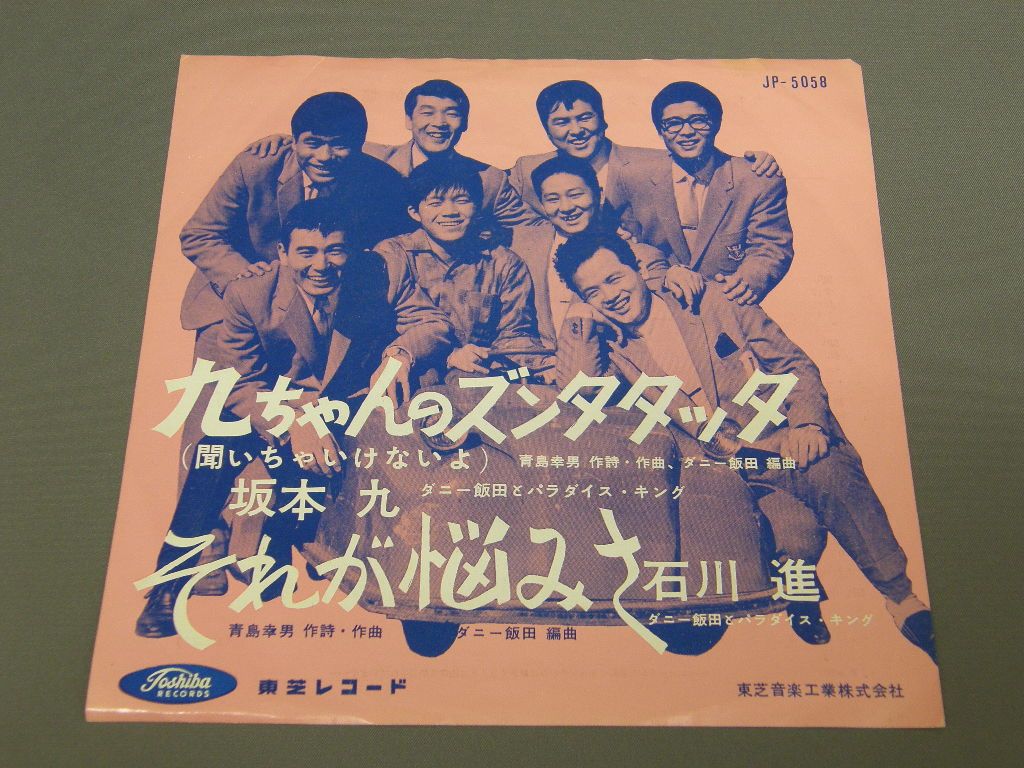 JP-5058
九ちゃんのズンタタッタ
(聞いちゃいけないよ) 青島幸男 作詩・作曲、ダニー飯田 編曲
坂本 九 ダニー飯田とパラダイス・キング
それが悩みさ 石川 進
ダニー飯田とパラダイス・キング
青島幸男 作詩・作曲 ダニー飯田 編曲
Toshiba
RECORDS
東芝レコード
東芝音楽工業株式会社